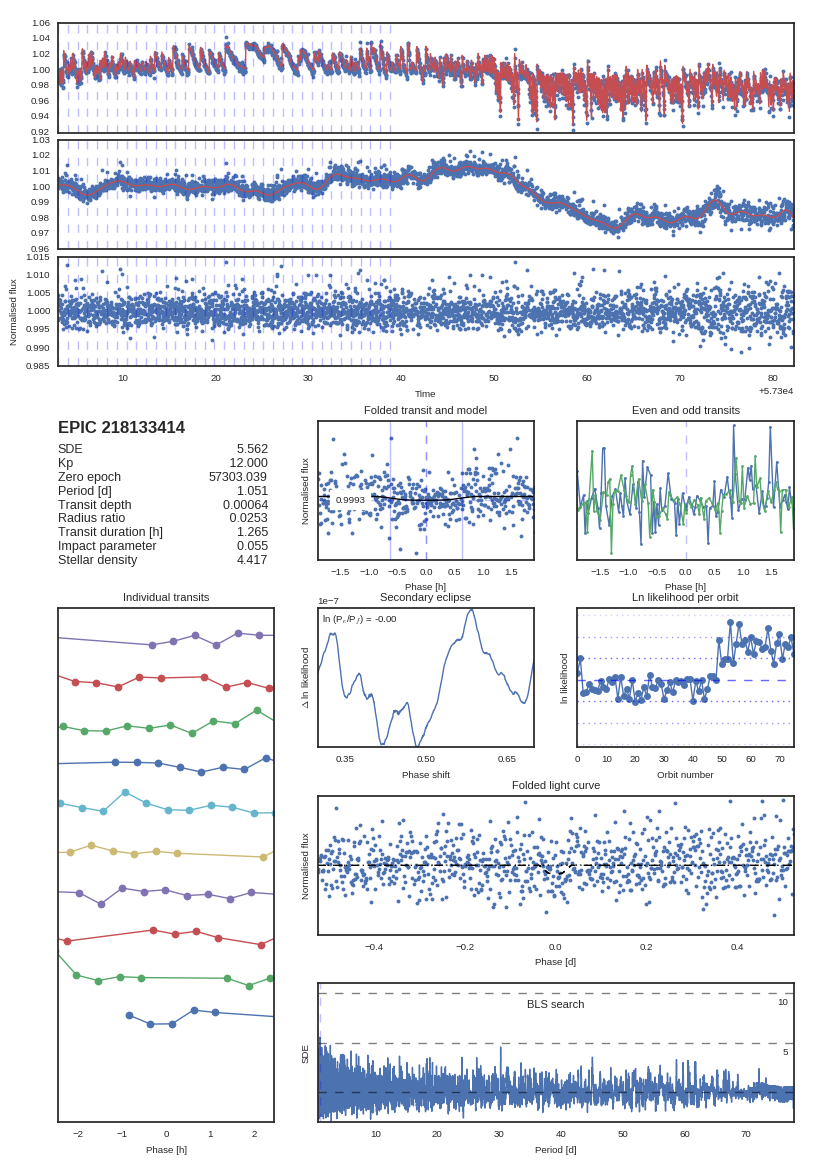 1.06
1.04
1.02
1.00
0.98
0.96
0.94
0.92
1.03
1.02
1.01
1.00
0.99
0.98
0.97
0.96
1.015
1.010
1.005
1.000
0.995
0.990
0.985
Normalised flux
10 20 30 40 50 60 70 80
Time
+5.73e4
EPIC 218133414
SDE 5.562
Kp 12.000
Zero epoch 57303.039
Period [d] 1.051
Transit depth 0.00064
Radius ratio 0.0253
Transit duration [h] 1.265
Impact parameter 0.055
Stellar density 4.417
Folded transit and model
Normalised flux
0.9993
−1.5 −1.0 −0.5 0.0 0.5 1.0 1.5
Phase [h]
Even and odd transits
−1.5 −1.0 −0.5 0.0 0.5 1.0 1.5
Phase [h]
Individual transits
−2 −1 0 1 2
Phase [h]
Secondary eclipse
1e−7
ln (Pₑ/P𝑓) = -0.00
Δ ln likelihood
0.35 0.50 0.65
Phase shift
Ln likelihood per orbit
ln likelihood
0 10 20 30 40 50 60 70
Orbit number
Folded light curve
Normalised flux
−0.4 −0.2 0.0 0.2 0.4
Phase [d]
BLS search
10
5
SDE
10 20 30 40 50 60 70
Period [d]